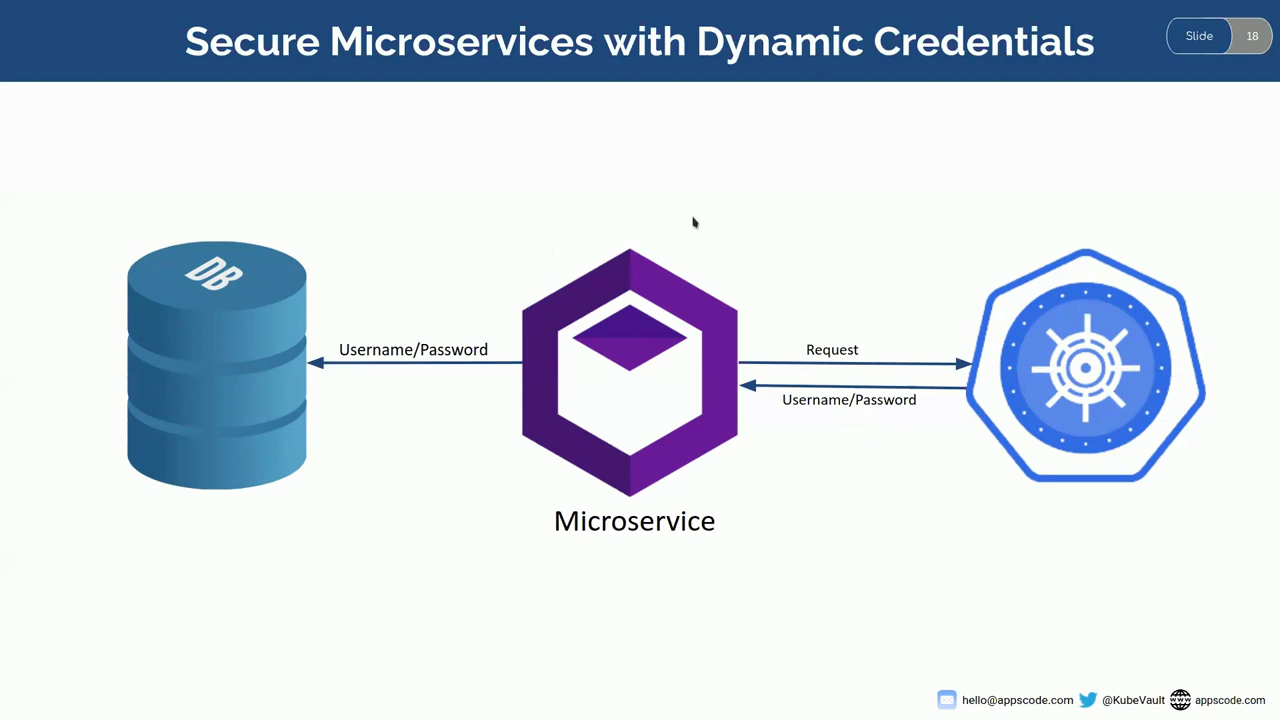 Secure Microservices with Dynamic Credentials
Slide 18
DB
Username/Password
Request
Username/Password
Microservice
hello@appscode.com @KubeVault appscode.com